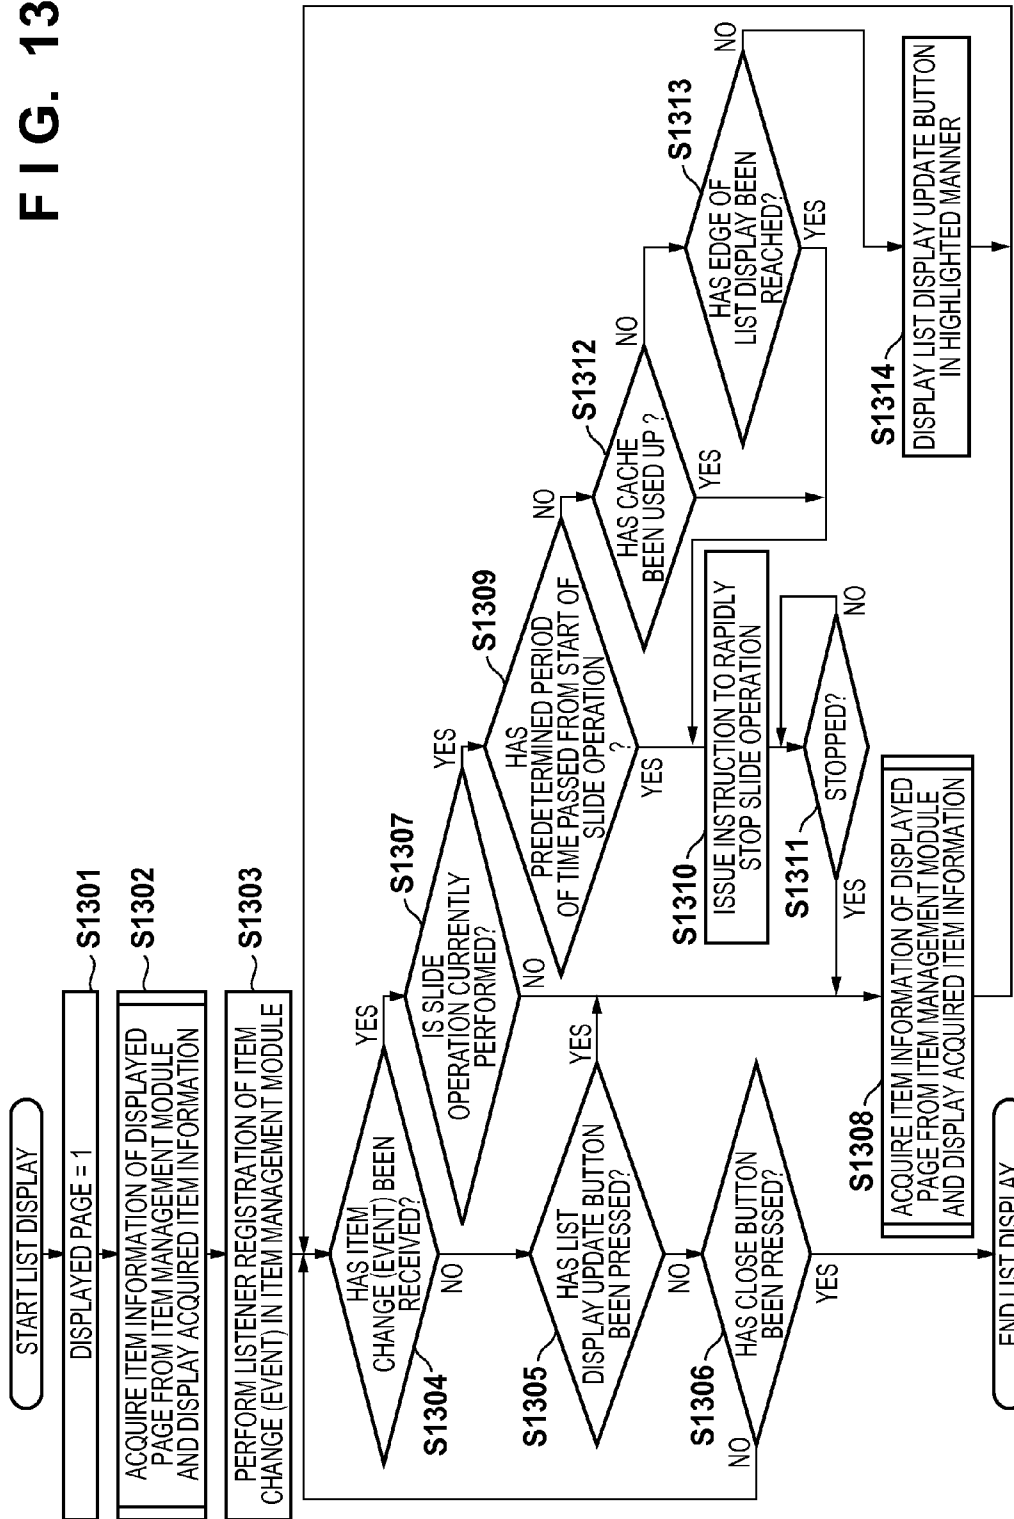 FIG. 13
START LIST DISPLAY
DISPLAYED PAGE = 1
S1301
ACQUIRE ITEM INFORMATION OF DISPLAYED
PAGE FROM ITEM MANAGEMENT MODULE
AND DISPLAY ACQUIRED ITEM INFORMATION
S1302
PERFORM LISTENER REGISTRATION OF ITEM
CHANGE (EVENT) IN ITEM MANAGEMENT MODULE
S1303
HAS ITEM
CHANGE (EVENT) BEEN
RECEIVED?
S1304
YES
NO
HAS LIST
DISPLAY UPDATE BUTTON
BEEN PRESSED?
S1305
YES
NO
HAS CLOSE BUTTON
BEEN PRESSED?
S1306
NO
YES
IS SLIDE
OPERATION CURRENTLY
PERFORMED?
S1307
YES
NO
ACQUIRE ITEM INFORMATION OF DISPLAYED
PAGE FROM ITEM MANAGEMENT MODULE
AND DISPLAY ACQUIRED ITEM INFORMATION
S1308
HAS
PREDETERMINED PERIOD
OF TIME PASSED FROM START OF
SLIDE OPERATION
?
S1309
NO
YES
ISSUE INSTRUCTION TO RAPIDLY
STOP SLIDE OPERATION
S1310
STOPPED?
S1311
NO
YES
HAS CACHE
BEEN USED UP ?
S1312
NO
YES
HAS EDGE OF
LIST DISPLAY BEEN
REACHED?
S1313
NO
YES
DISPLAY LIST DISPLAY UPDATE BUTTON
IN HIGHLIGHTED MANNER
S1314
END LIST DISPLAY